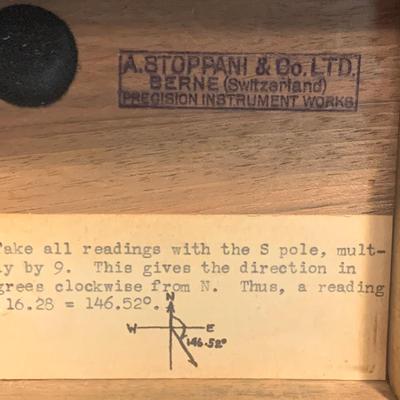 A. STOPPANI & Co. LTD.
BERNE (Switzerland)
PRECISION INSTRUMENT WORKS
Take all readings with the S pole, mult-
ly by 9. This gives the direction in
grees clockwise from N. Thus, a reading
16.28 = 146.52°.
N
W E
146.52°